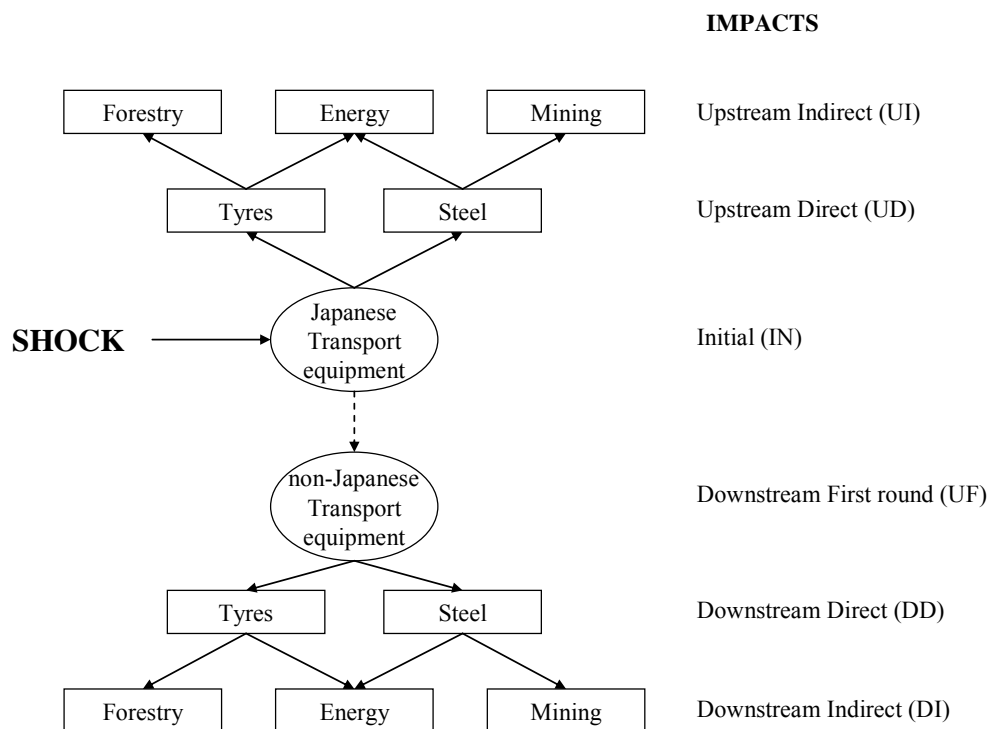 IMPACTS
Forestry
Energy
Mining
Upstream Indirect (UI)
Tyres
Steel
Upstream Direct (UD)
SHOCK
Japanese
Transport
equipment
Initial (IN)
non-Japanese
Transport
equipment
Downstream First round (UF)
Tyres
Steel
Downstream Direct (DD)
Forestry
Energy
Mining
Downstream Indirect (DI)